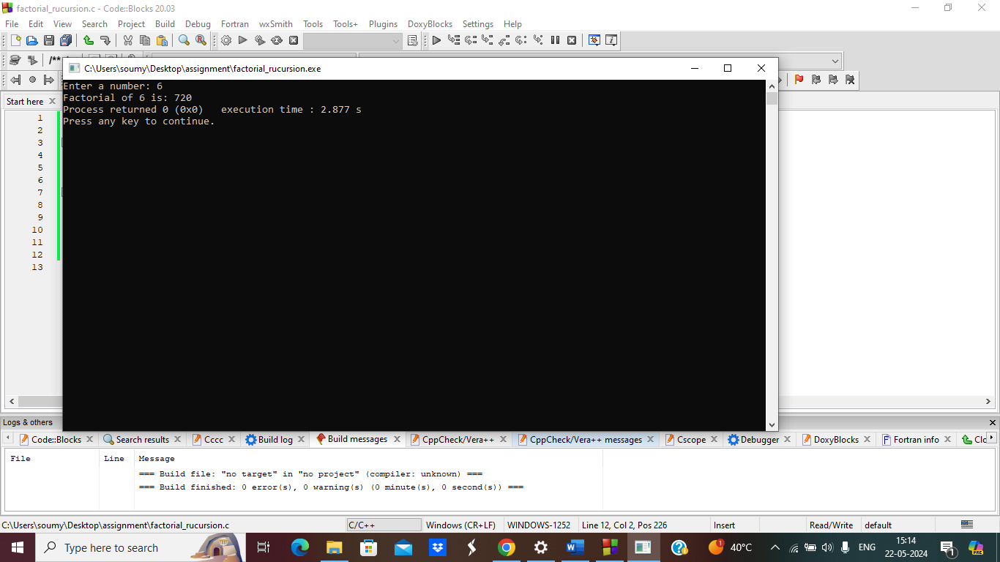 factorial_rucursion.c - Code::Blocks 20.03
File Edit View Search Project Build Debug Fortran wxSmith Tools Tools+ Plugins DoxyBlocks Settings Help
/**
C:\Users\soumy\Desktop\assignment\factorial_rucursion.exe
Enter a number: 6
Factorial of 6 is: 720
Process returned 0 (0x0)   execution time : 2.877 s
Press any key to continue.
Start here
1
2
3
4
5
6
7
8
9
10
11
12
13
Logs & others
Code::Blocks Search results Cccc Build log Build messages CppCheck/Vera++ CppCheck/Vera++ messages Cscope Debugger DoxyBlocks Fortran info Clo
File Line Message
=== Build file: "no target" in "no project" (compiler: unknown) ===
=== Build finished: 0 error(s), 0 warning(s) (0 minute(s), 0 second(s)) ===
C:\Users\soumy\Desktop\assignment\factorial_rucursion.c C/C++ Windows (CR+LF) WINDOWS-1252 Line 12, Col 2, Pos 226 Insert Read/Write default
Type here to search 40°C ENG 15:14
22-05-2024